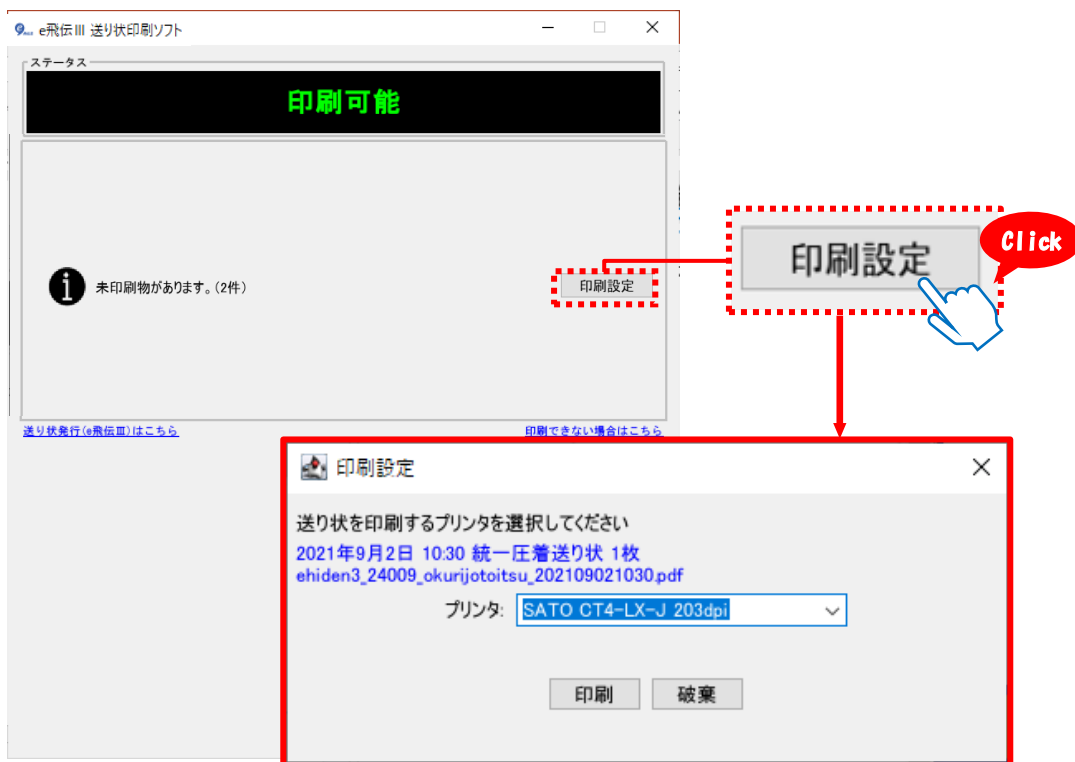 e飛伝Ⅲ 送り状印刷ソフト
ステータス
印刷可能
未印刷物があります。(2件)
印刷設定
印刷設定
Click
送り状発行(e飛伝Ⅲ)はこちら
印刷できない場合はこちら
印刷設定
送り状を印刷するプリンタを選択してください
2021年9月2日 10:30 統一圧着送り状 1枚
ehiden3_24009_okurijotoitsu_202109021030.pdf
プリンタ: SATO CT4-LX-J 203dpi
印刷 破棄